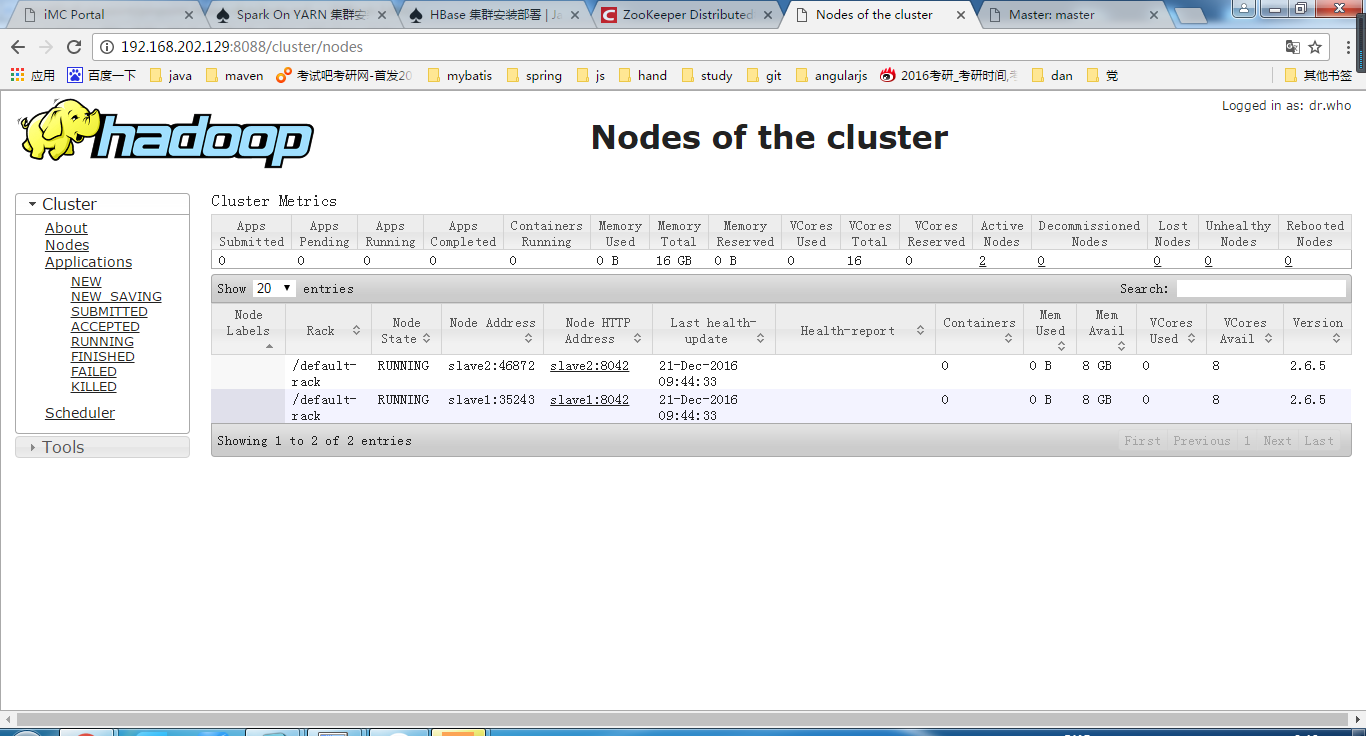 iMC Portal
Spark On YARN 集群安
HBase 集群安装部署 | Ja
ZooKeeper Distributed
Nodes of the cluster
Master: master
192.168.202.129:8088/cluster/nodes
应用
百度一下
java
maven
考试吧考研网-首发20
mybatis
spring
js
hand
study
git
angularjs
2016考研_考研时间,考
dan
党
其他书签
hadoop
Nodes of the cluster
Logged in as: dr.who
Cluster
About
Nodes
Applications
NEW
NEW_SAVING
SUBMITTED
ACCEPTED
RUNNING
FINISHED
FAILED
KILLED
Scheduler
Tools
Cluster Metrics
Apps Submitted Apps Pending Apps Running Apps Completed Containers Running Memory Used Memory Total Memory Reserved VCores Used VCores Total VCores Reserved Active Nodes Decommissioned Nodes Lost Nodes Unhealthy Nodes Rebooted Nodes
0 0 0 0 0 0 B 16 GB 0 B 0 16 0 2 0 0 0 0
Show 20 entries
Search:
Node Labels Rack Node State Node Address Node HTTP Address Last health-update Health-report Containers Mem Used Mem Avail VCores Used VCores Avail Version
/default-rack RUNNING slave2:46872 slave2:8042 21-Dec-2016 09:44:33 0 0 B 8 GB 0 8 2.6.5
/default-rack RUNNING slave1:35243 slave1:8042 21-Dec-2016 09:44:33 0 0 B 8 GB 0 8 2.6.5
Showing 1 to 2 of 2 entries
First Previous 1 Next Last